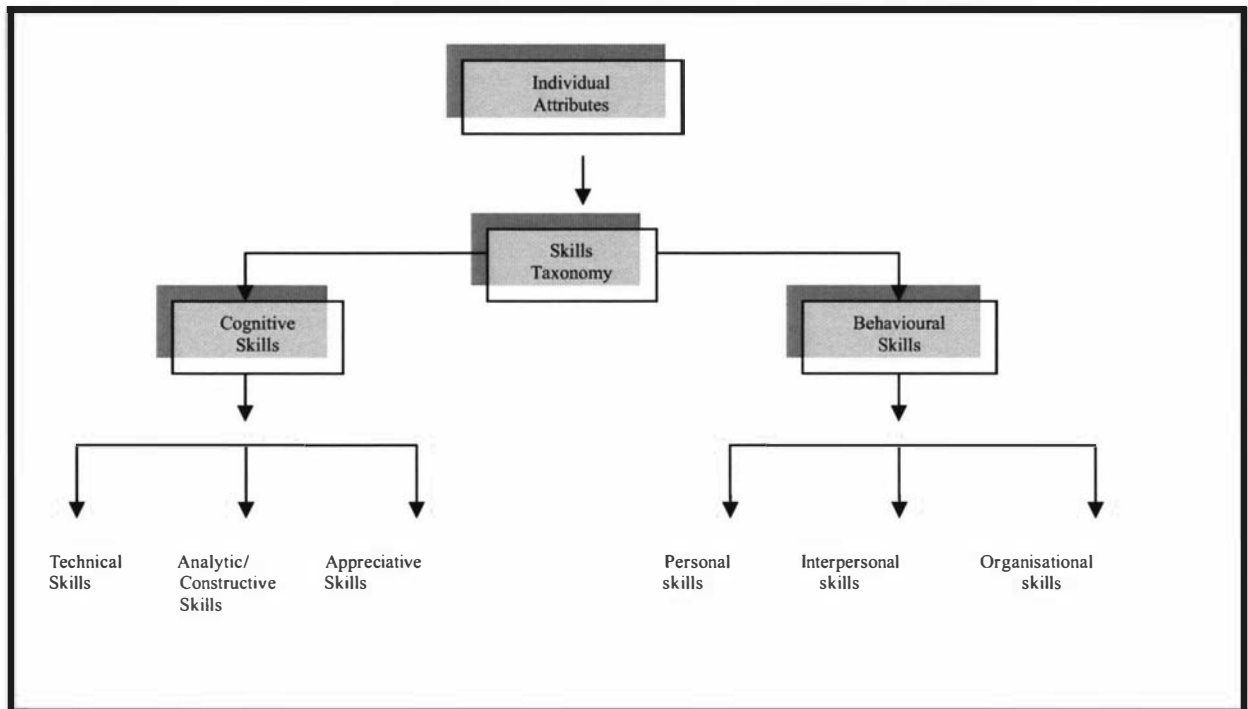 Individual
Attributes
Skills
Taxonomy
Cognitive
Skills
Behavioural
Skills
Technical
Skills
Analytic/
Constructive
Skills
Appreciative
Skills
Personal
skills
Interpersonal
skills
Organisational
skills